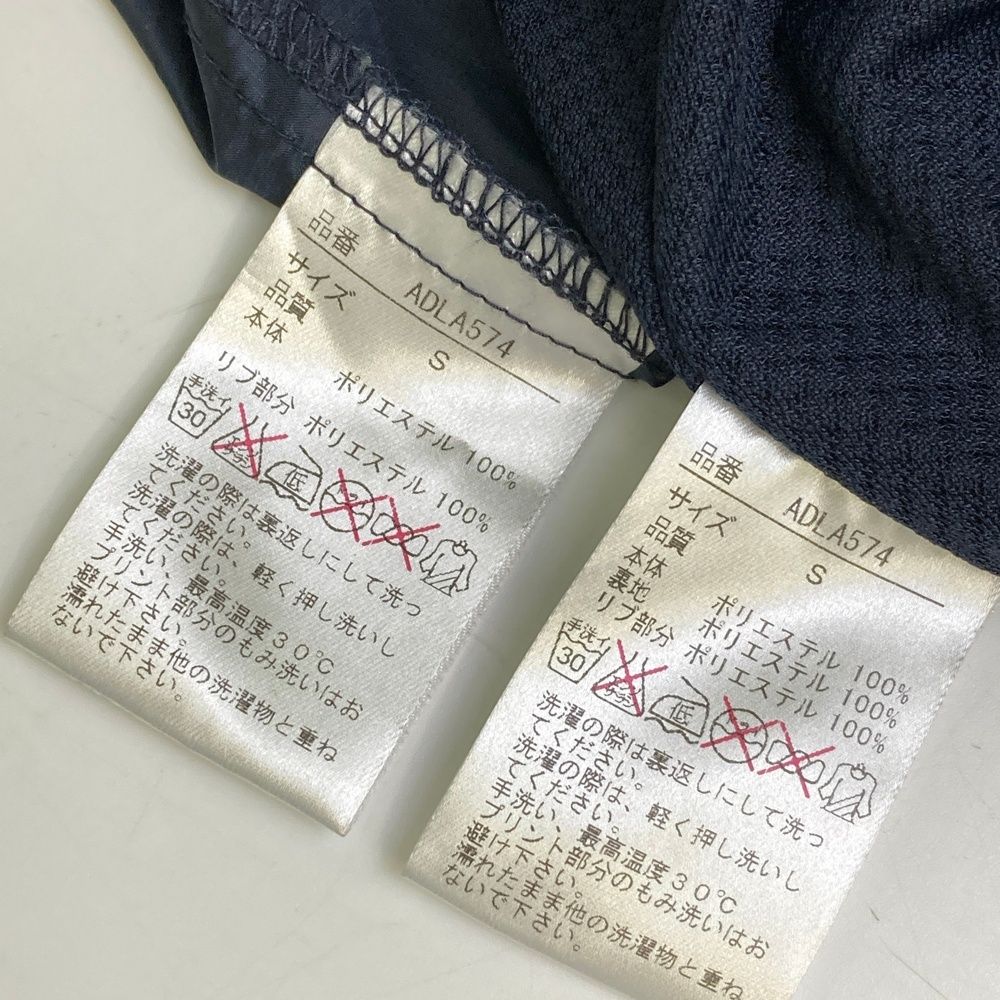 品番
ADLA574
サイズ
S
品質
本体
ポリエステル 100%
リブ部分 ポリエステル 100%
手洗イ
30
低
洗濯の際は裏返しにして洗っ
てください。
洗濯の際は、軽く押し洗いし
てください。
手洗い、最高温度30℃
プリント部分のもみ洗いはお
避け下さい。
濡れたまま他の洗濯物と重ね
ないで下さい。
品番
ADLA574
サイズ
S
品質
本体 ポリエステル 100%
裏地 ポリエステル 100%
リブ部分 ポリエステル 100%
手洗イ
30
低
洗濯の際は裏返しにして洗っ
てください。
洗濯の際は、軽く押し洗いし
てください。
手洗い、最高温度30℃
プリント部分のもみ洗いはお
避け下さい。
濡れたまま他の洗濯物と重ね
ないで下さい。